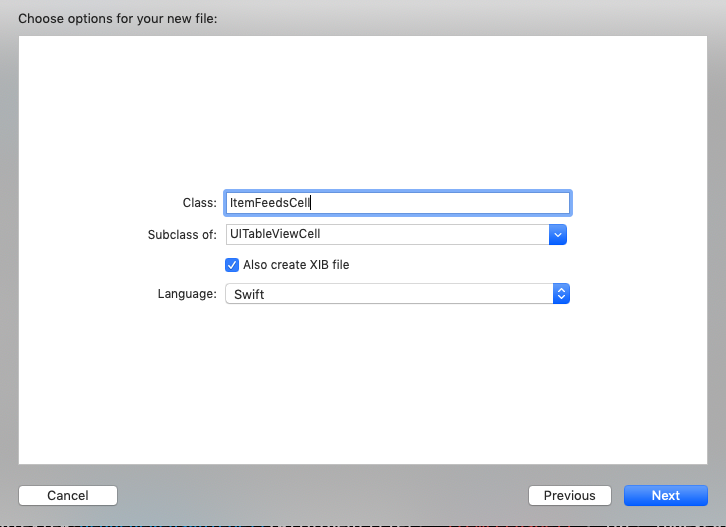 Choose options for your new file:
Class: ItemFeedsCell
Subclass of: UITableViewCell
Also create XIB file
Language: Swift
Cancel Previous Next